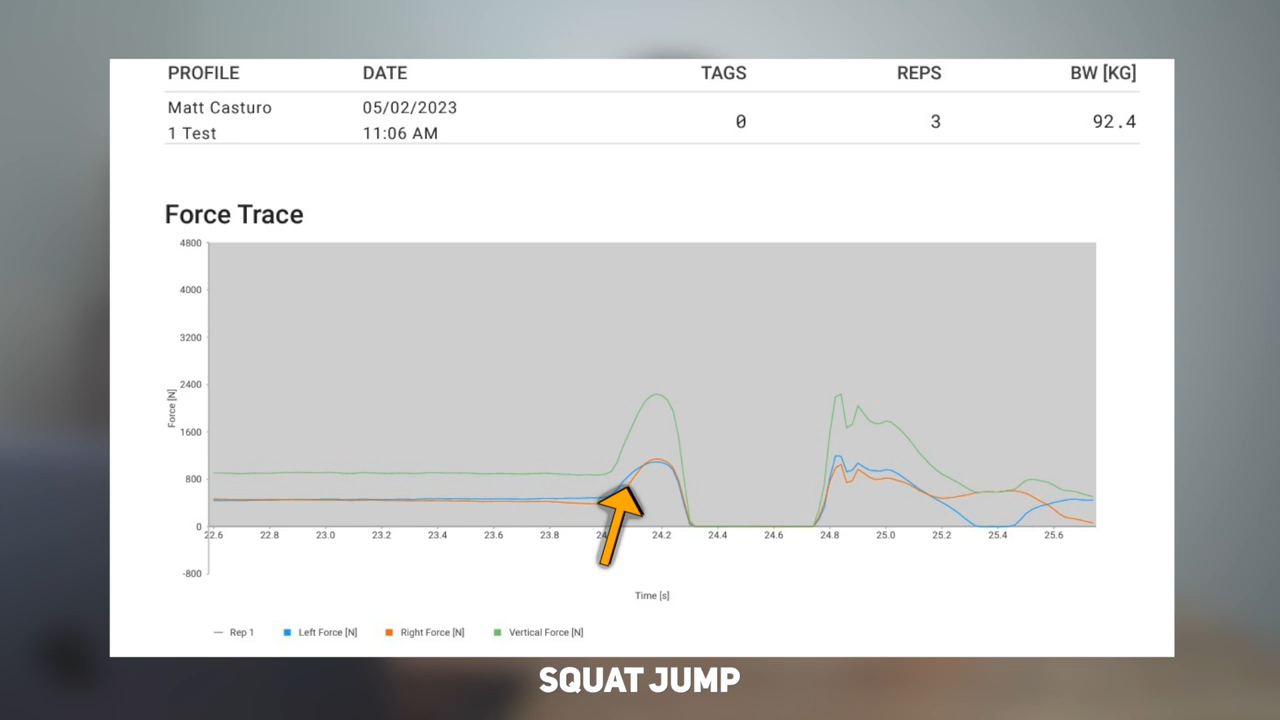 PROFILE DATE TAGS REPS BW [KG]
Matt Casturo 05/02/2023
1 Test 11:06 AM 0 3 92.4
Force Trace
4800
4000
3200
2400
1600
800
0
-800
Force [N]
22.6 22.8 23.0 23.2 23.4 23.6 23.8 24.2 24.4 24.6 24.8 25.0 25.2 25.4 25.6
Time [s]
Rep 1 Left Force [N] Right Force [N] Vertical Force [N]
SQUAT JUMP